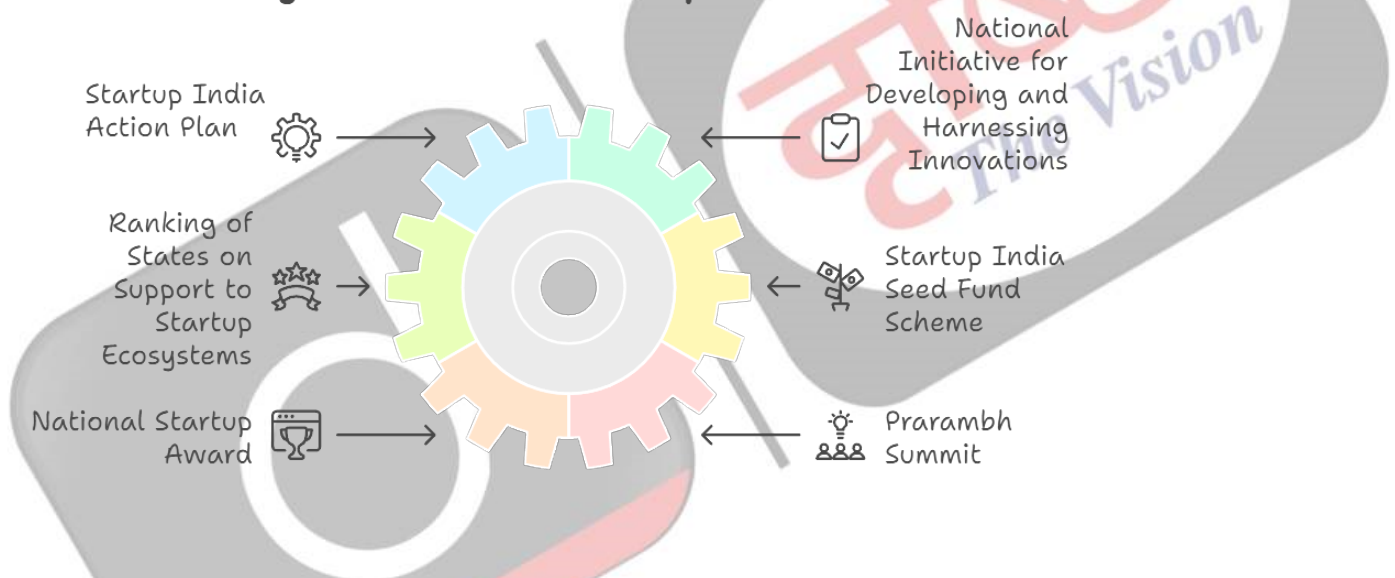 Startup India
Action Plan
Ranking of
States on
Support to
Startup
Ecosystems
National Startup
Award
National
Initiative for
Developing and
Harnessing
Innovations
Startup India
Seed Fund
Scheme
Prarambh
Summit
The Vision